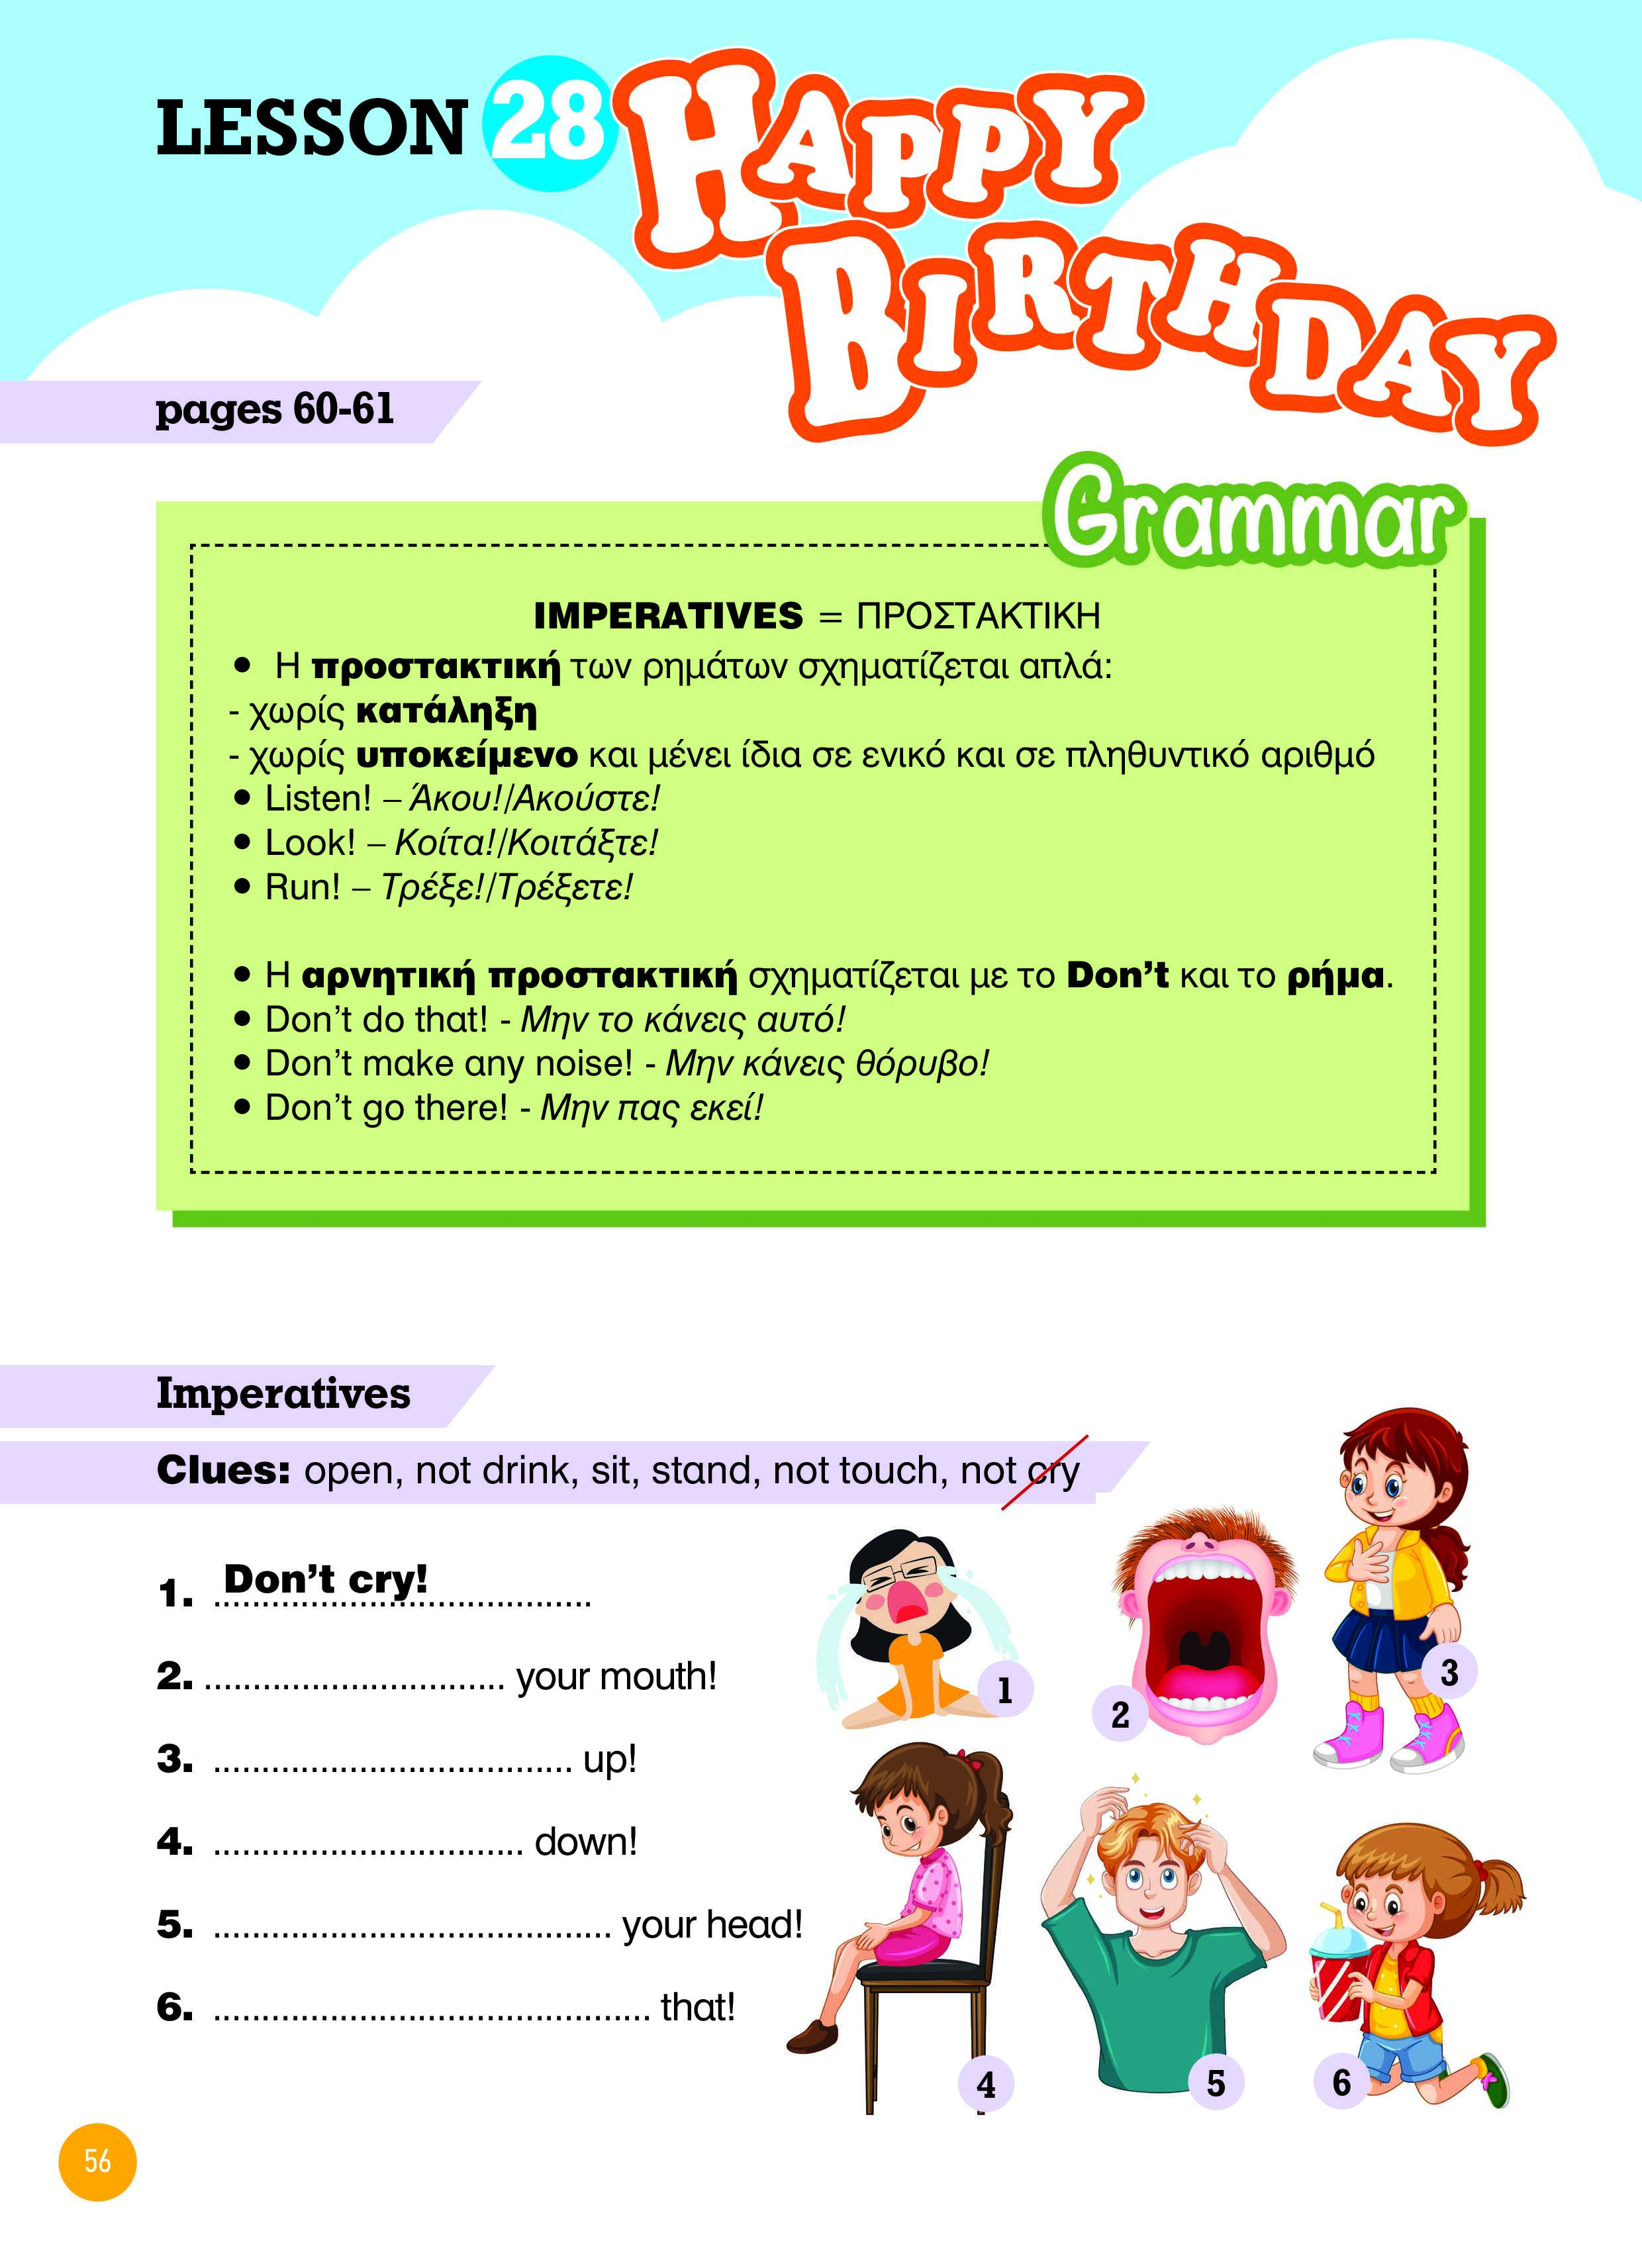 LESSON 28
HAPPY
BIRTHDAY
pages 60-61
Grammar
IMPERATIVES = ΠΡΟΣΤΑΚΤΙΚΗ
● Η προστακτική των ρημάτων σχηματίζεται απλά:
- χωρίς κατάληξη
- χωρίς υποκείμενο και μένει ίδια σε ενικό και σε πληθυντικό αριθμό
● Listen! – Άκου!/Ακούστε!
● Look! – Κοίτα!/Κοιτάξτε!
● Run! – Τρέξε!/Τρέξετε!
● Η αρνητική προστακτική σχηματίζεται με το Don’t και το ρήμα.
● Don’t do that! - Μην το κάνεις αυτό!
● Don’t make any noise! - Μην κάνεις θόρυβο!
● Don’t go there! - Μην πας εκεί!
Imperatives
Clues: open, not drink, sit, stand, not touch, not cry
1. Don’t cry!
2. .............................. your mouth!
3. .................................... up!
4. ............................... down!
5. ........................................ your head!
6. ............................................ that!
1
2
3
4
5
6
56